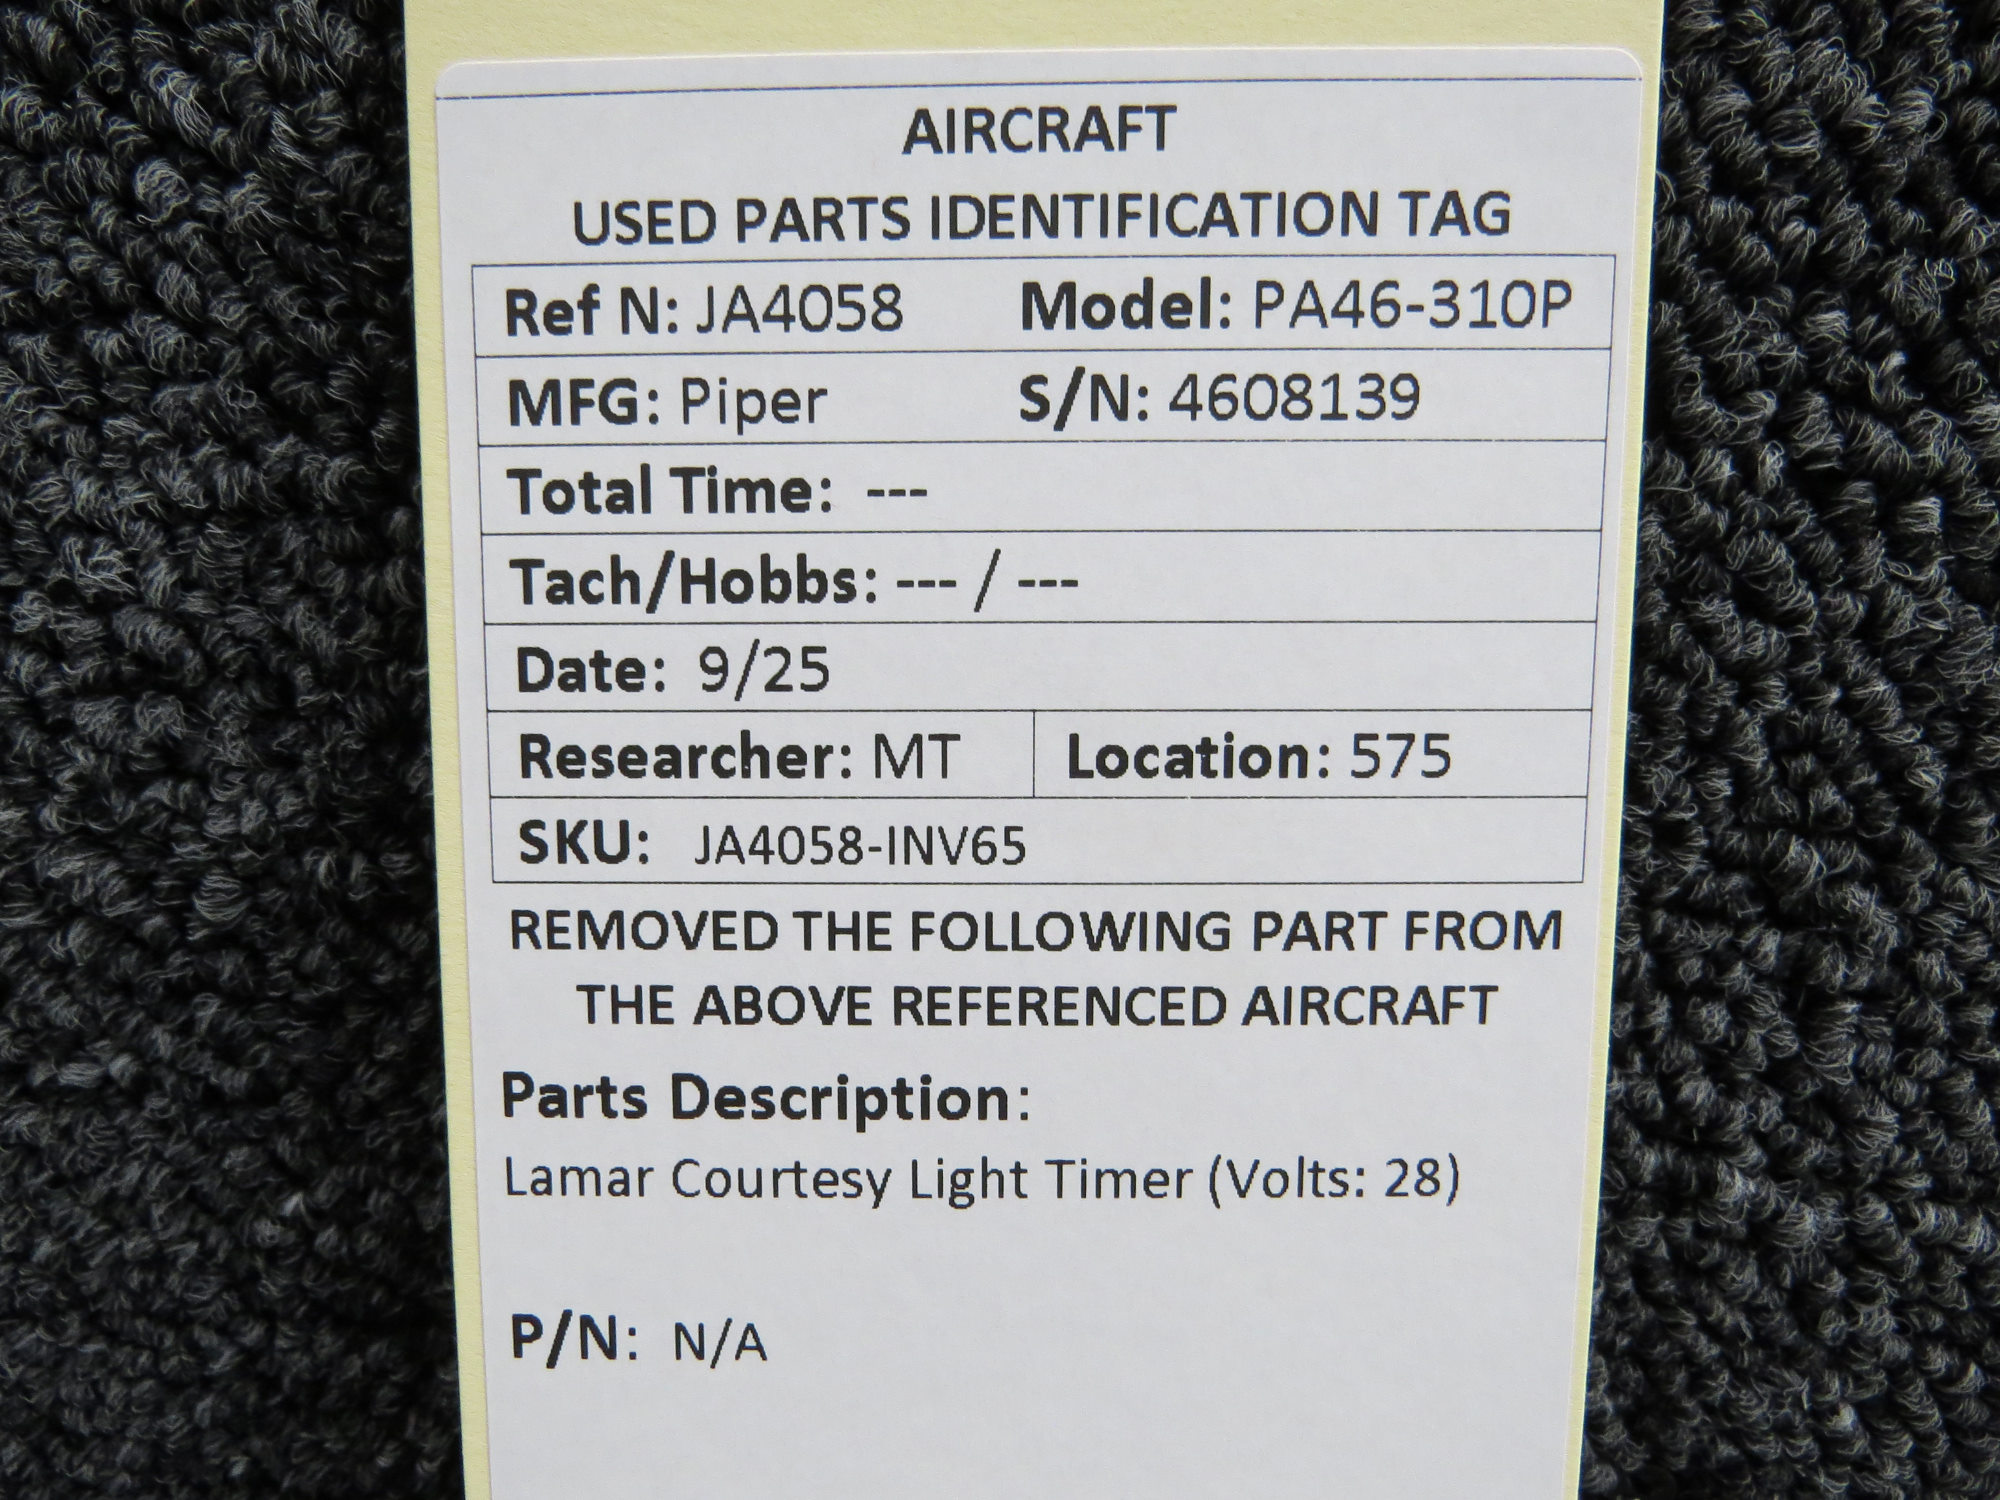 AIRCRAFT
USED PARTS IDENTIFICATION TAG
Ref N: JA4058 Model: PA46-310P
MFG: Piper S/N: 4608139
Total Time: ---
Tach/Hobbs: --- / ---
Date: 9/25
Researcher: MT Location: 575
SKU: JA4058-INV65
REMOVED THE FOLLOWING PART FROM
THE ABOVE REFERENCED AIRCRAFT
Parts Description:
Lamar Courtesy Light Timer (Volts: 28)
P/N: N/A